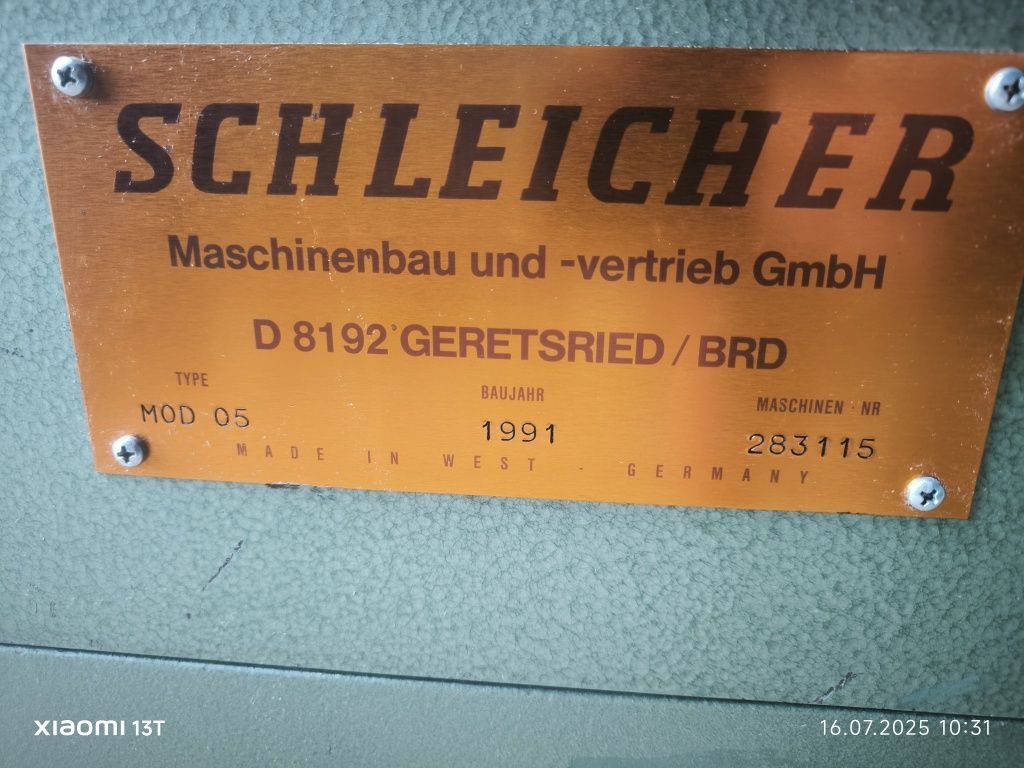 SCHLEICHER
Maschinenbau und -vertrieb GmbH
D 8192 GERETSRIED / BRD
TYPE BAUJAHR MASCHINEN - NR
MOD 05 1991 283115
MADE IN WEST - GERMANY
XIAOMI 13T 16.07.2025 10:31